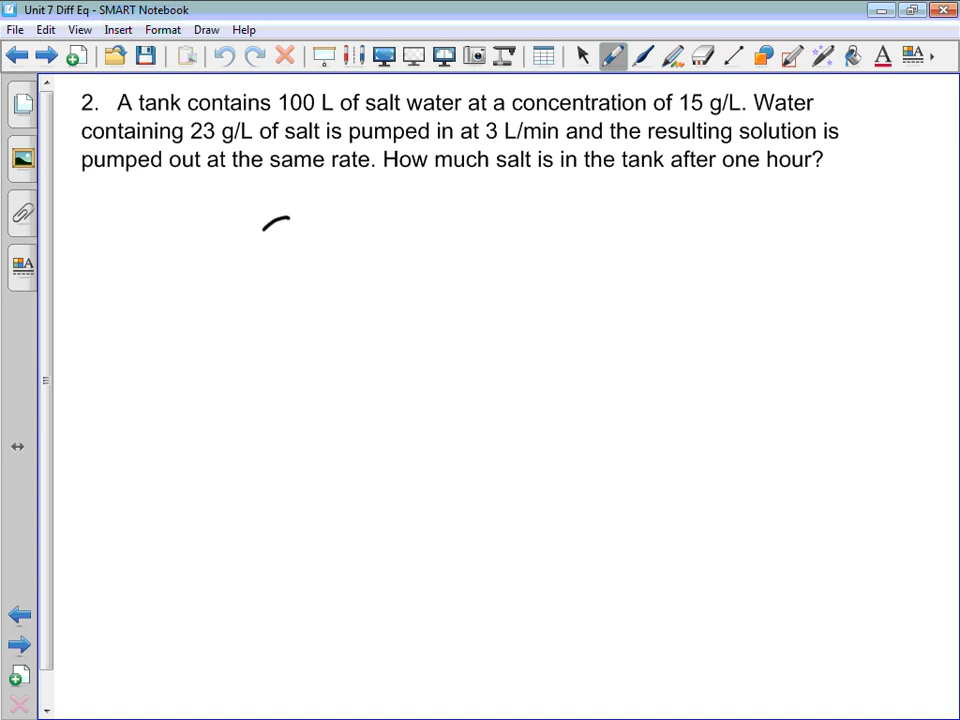 Unit 7 Diff Eq - SMART Notebook
File Edit View Insert Format Draw Help
2. A tank contains 100 L of salt water at a concentration of 15 g/L. Water
containing 23 g/L of salt is pumped in at 3 L/min and the resulting solution is
pumped out at the same rate. How much salt is in the tank after one hour?